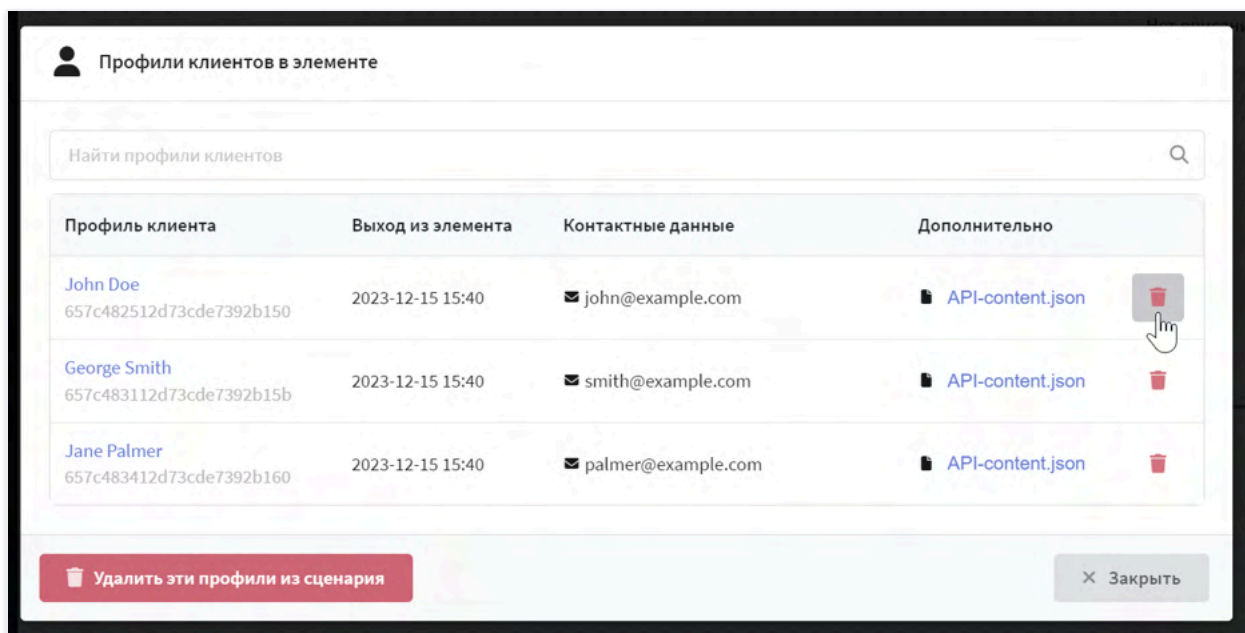 Профили клиентов в элементе
Найти профили клиентов
Профиль клиента Выход из элемента Контактные данные Дополнительно
John Doe
657c482512d73cde7392b150 2023-12-15 15:40 john@example.com API-content.json
George Smith
657c483112d73cde7392b15b 2023-12-15 15:40 smith@example.com API-content.json
Jane Palmer
657c483412d73cde7392b160 2023-12-15 15:40 palmer@example.com API-content.json
Удалить эти профили из сценария × Закрыть